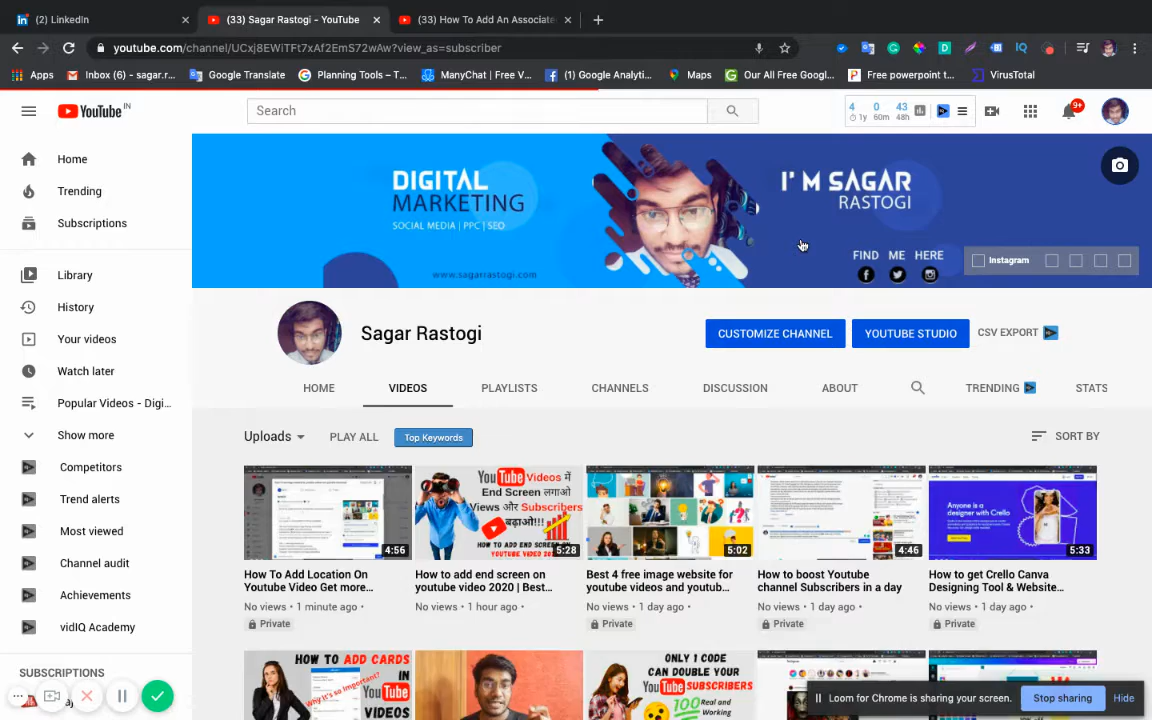 (2) LinkedIn
(33) Sagar Rastogi - YouTube
(33) How To Add An Associate
youtube.com/channel/UCxj8EWiTFt7xAf2EmS72wAw?view_as=subscriber
Apps
Inbox (6) - sagar.r...
Google Translate
Planning Tools – T...
ManyChat | Free V...
(1) Google Analyti...
Maps
Our All Free Googl...
Free powerpoint t...
VirusTotal
YouTube IN
Search
4 0 43
1y 60m 48h
9+
Home
Trending
Subscriptions
Library
History
Your videos
Watch later
Popular Videos - Digi...
Show more
Competitors
Trend alerts
Most viewed
Channel audit
Achievements
vidIQ Academy
SUBSCRIPTIONS
DIGITAL
MARKETING
SOCIAL MEDIA | PPC | SEO
www.sagarrastogi.com
I' M SAGAR
RASTOGI
FIND ME HERE
Instagram
Sagar Rastogi
CUSTOMIZE CHANNEL
YOUTUBE STUDIO
CSV EXPORT
HOME
VIDEOS
PLAYLISTS
CHANNELS
DISCUSSION
ABOUT
TRENDING
STATS
Uploads
PLAY ALL
Top Keywords
SORT BY
4:56
YouTube Videos में
End Screen लगाओ
Views और Subscribers
बढ़ाओ!!!
HOW TO ADD END SCREEN ON
YOUTUBE VIDEO 202
5:28
5:02
4:46
Anyone is a
designer with Crello
5:33
How To Add Location On
Youtube Video Get more...
No views • 1 minute ago •
Private
How to add end screen on
youtube video 2020 | Best...
No views • 1 hour ago •
Best 4 free image website for
youtube videos and youtub...
No views • 1 day ago •
Private
How to boost Youtube
channel Subscribers in a day
No views • 1 day ago •
Private
How to get Crello Canva
Designing Tool & Website...
No views • 1 day ago •
Private
HOW TO ADD CARDS
IN
YouTube
VIDEOS
Why it's so Important?
ONLY 1 CODE
CAN DOUBLE YOUR
YouTube SUBSCRIBERS
100
Real and
Working
Loom for Chrome is sharing your screen.
Stop sharing
Hide